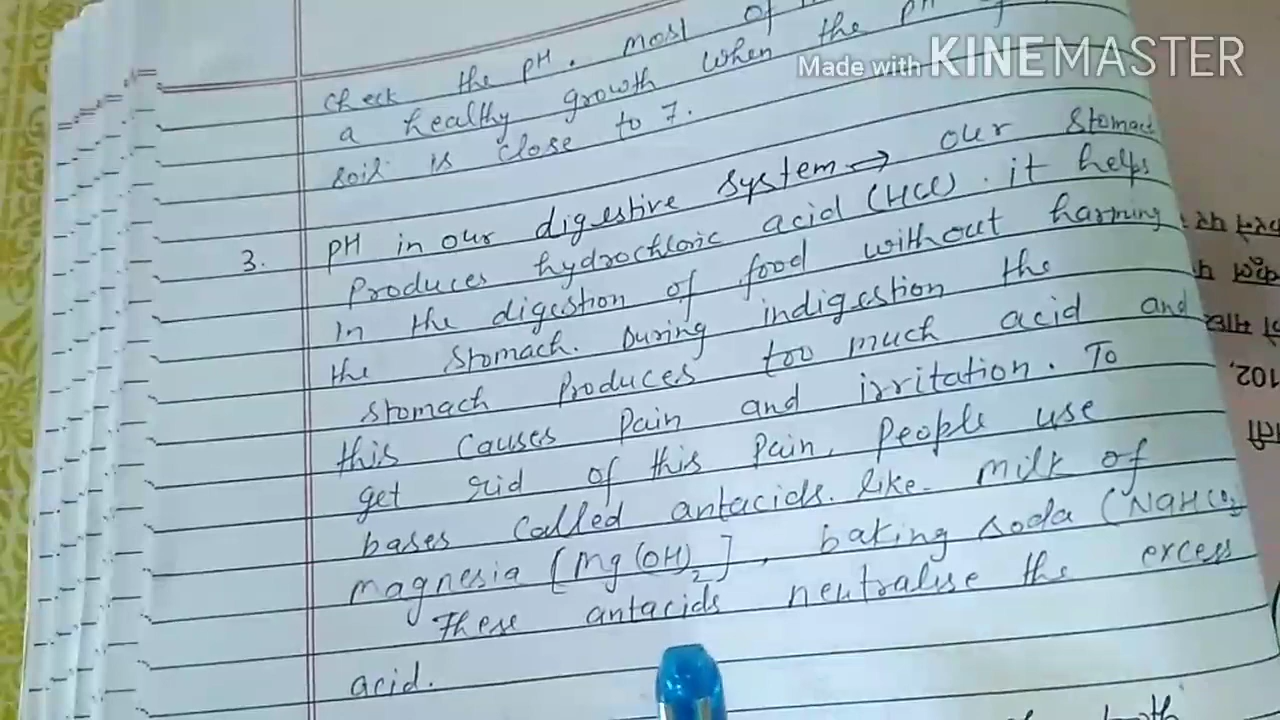 Made with KINEMASTER
check the pH. most of
a healthy growth when the pH
soil is close to 7.
3. pH in our digestive system → our stomach
produces hydrochloric acid (HCl). it helps
in the digestion of food without harming
the stomach. During indigestion the
stomach produces too much acid and
this causes pain and irritation. To
get rid of this pain, people use
bases called antacids. like milk of
magnesia [Mg(OH)2], baking soda (NaHCO3
These antacids neutralise the excess
acid.
102.